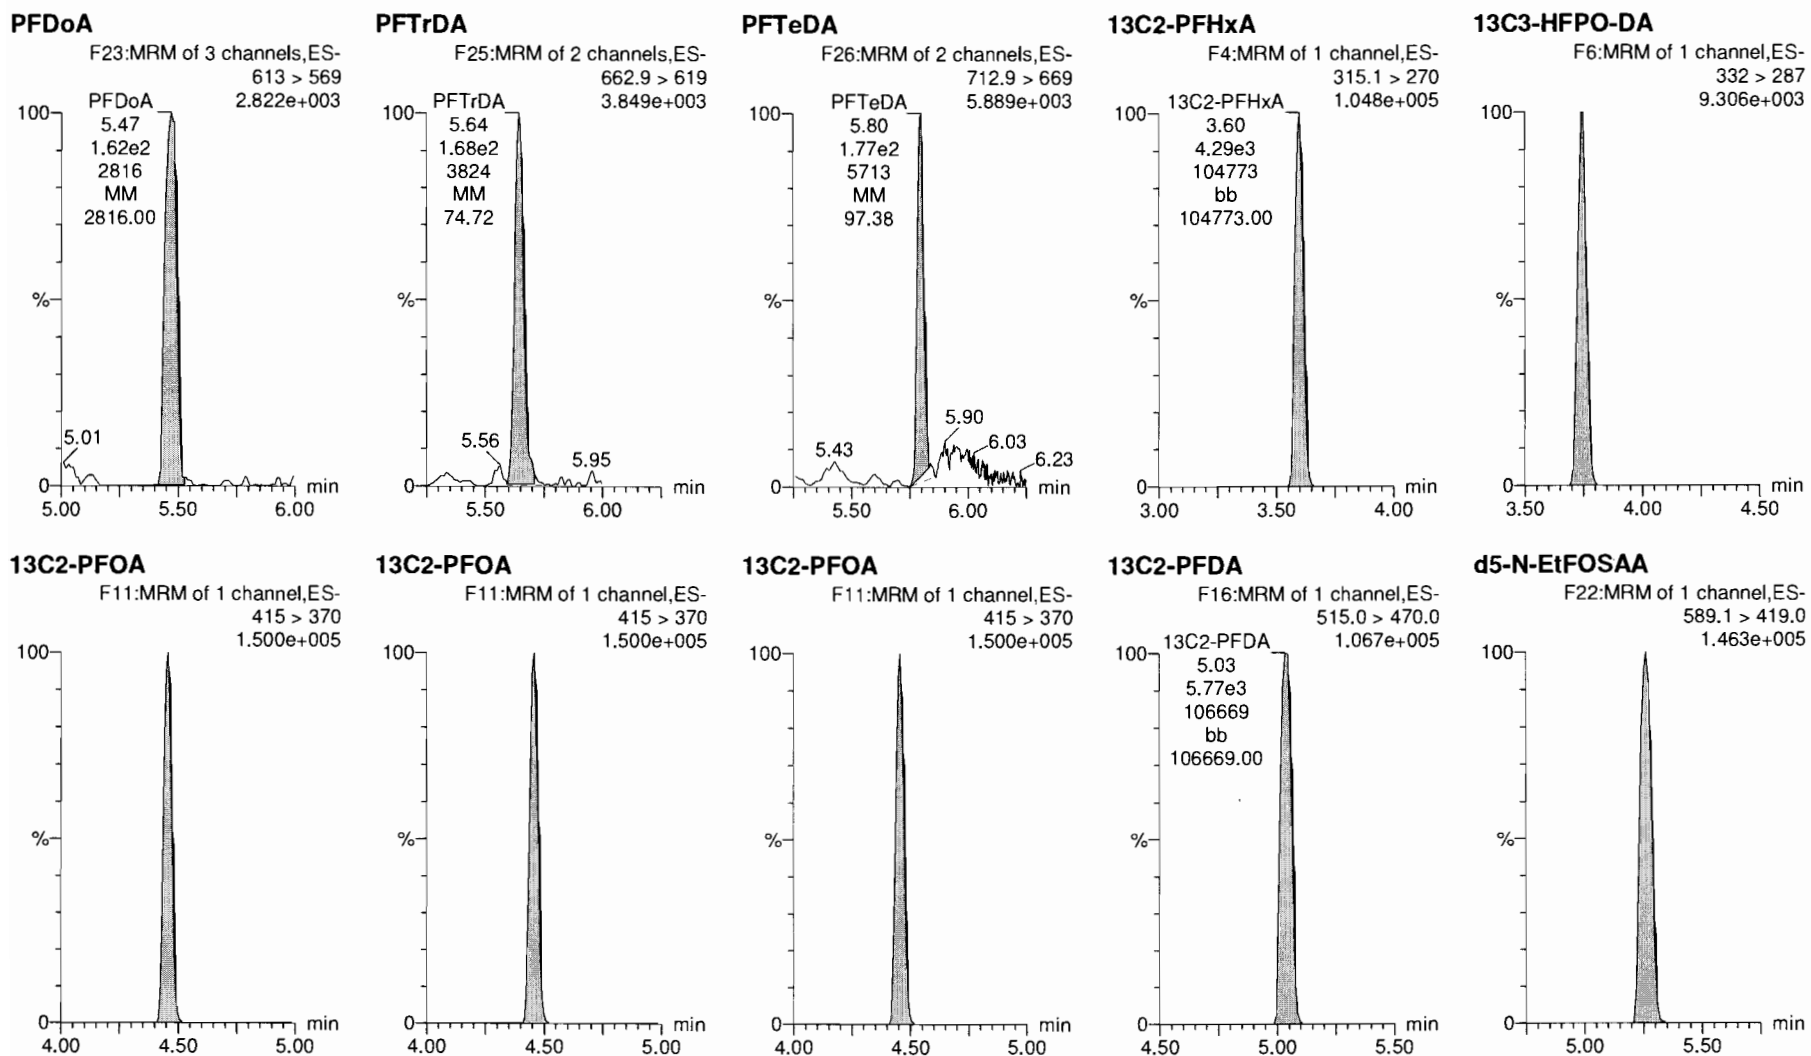 PFDoA
F23:MRM of 3 channels,ES-
613 > 569
2.822e+003
PFDoA
5.47
1.62e2
2816
MM
2816.00
100
%
0
5.01
min
5.00 5.50 6.00
PFTrDA
F25:MRM of 2 channels,ES-
662.9 > 619
3.849e+003
PFTrDA
5.64
1.68e2
3824
MM
74.72
100
%
0
5.56
5.95
min
5.50 6.00
PFTeDA
F26:MRM of 2 channels,ES-
712.9 > 669
5.889e+003
PFTeDA
5.80
1.77e2
5713
MM
97.38
100
%
0
5.43
5.90
6.03
6.23
min
5.50 6.00
13C2-PFHxA
F4:MRM of 1 channel,ES-
315.1 > 270
1.048e+005
13C2-PFHxA
3.60
4.29e3
104773
bb
104773.00
100
%
0
min
3.00 3.50 4.00
13C3-HFPO-DA
F6:MRM of 1 channel,ES-
332 > 287
9.306e+003
100
%
0
min
3.50 4.00 4.50
13C2-PFOA
F11:MRM of 1 channel,ES-
415 > 370
1.500e+005
100
%
0
min
4.00 4.50 5.00
13C2-PFOA
F11:MRM of 1 channel,ES-
415 > 370
1.500e+005
100
%
0
min
4.00 4.50 5.00
13C2-PFOA
F11:MRM of 1 channel,ES-
415 > 370
1.500e+005
100
%
0
min
4.00 4.50 5.00
13C2-PFDA
F16:MRM of 1 channel,ES-
515.0 > 470.0
1.067e+005
13C2-PFDA
5.03
5.77e3
106669
bb
106669.00
100
%
0
min
4.50 5.00 5.50
d5-N-EtFOSAA
F22:MRM of 1 channel,ES-
589.1 > 419.0
1.463e+005
100
%
0
min
5.00 5.50